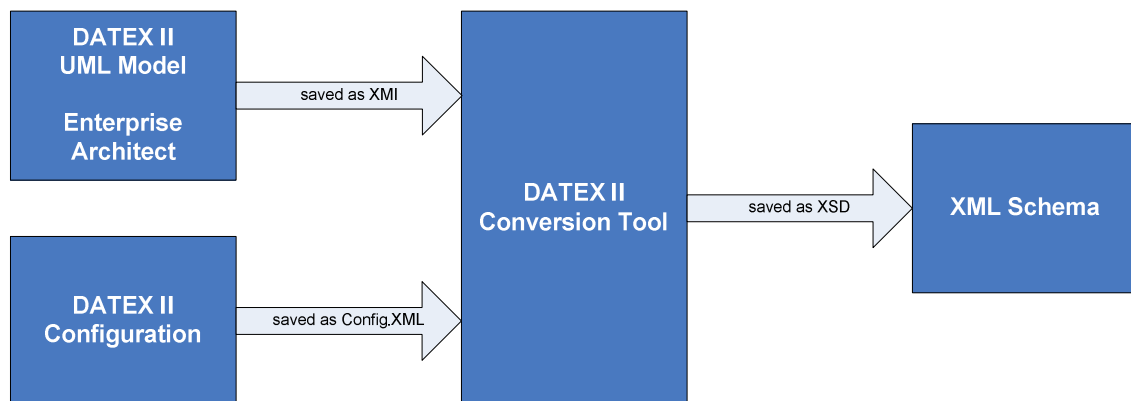 DATEX II
UML Model
Enterprise
Architect
saved as XMI
DATEX II
Configuration
saved as Config.XML
DATEX II
Conversion Tool
saved as XSD
XML Schema